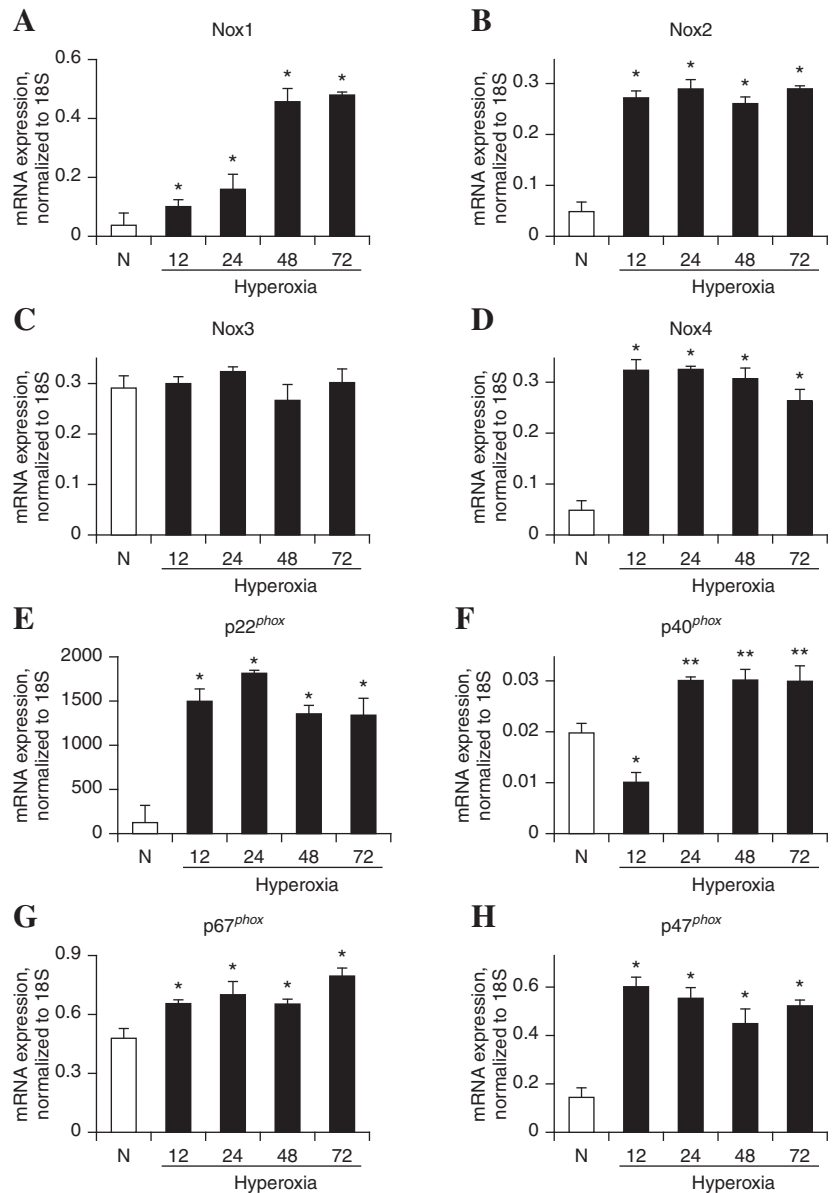 A
Nox1
mRNA expression,
normalized to 18S
0.6
0.4
0.2
0
*
*
*
*
N
12
24
48
72
Hyperoxia
B
Nox2
mRNA expression,
normalized to 18S
0.3
0.2
0.1
0
*
*
*
*
N
12
24
48
72
Hyperoxia
C
Nox3
mRNA expression,
normalized to 18S
0.3
0.2
0.1
0
N
12
24
48
72
Hyperoxia
D
Nox4
mRNA expression,
normalized to 18S
0.3
0.2
0.1
0
*
*
*
*
N
12
24
48
72
Hyperoxia
E
p22phox
mRNA expression,
normalized to 18S
2000
1500
1000
500
0
*
*
*
*
N
12
24
48
72
Hyperoxia
F
p40phox
mRNA expression,
normalized to 18S
0.03
0.02
0.01
0
*
**
**
**
N
12
24
48
72
Hyperoxia
G
p67phox
mRNA expression,
normalized to 18S
0.9
0.6
0.3
0
*
*
*
*
N
12
24
48
72
Hyperoxia
H
p47phox
mRNA expression,
normalized to 18S
0.6
0.4
0.2
0
*
*
*
*
N
12
24
48
72
Hyperoxia